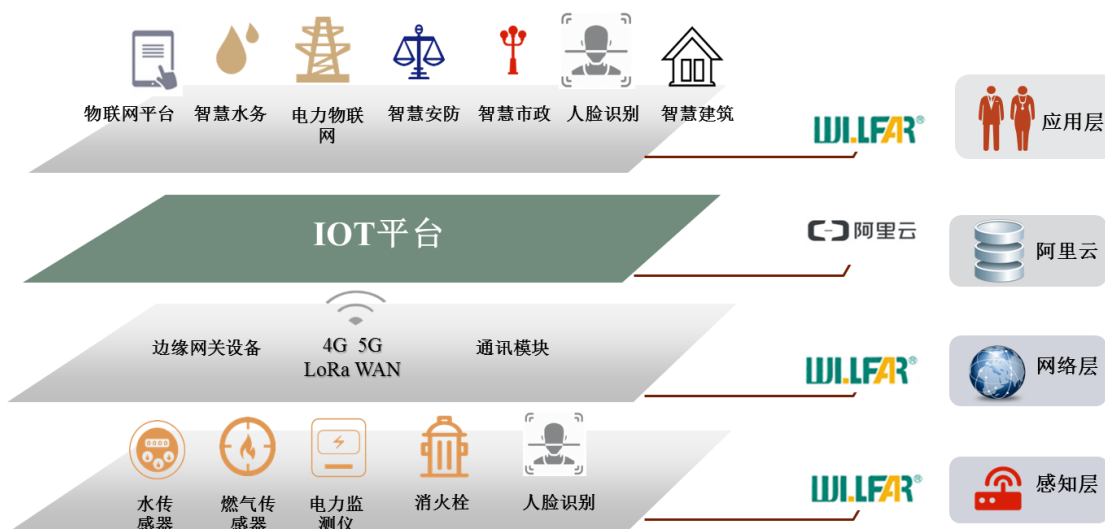 物联网平台
智慧水务
电力物联
网
智慧安防
智慧市政
人脸识别
智慧建筑
WILLFAR®
应用层
IOT平台
阿里云
阿里云
边缘网关设备
4G 5G
LoRa WAN
通讯模块
WILLFAR®
网络层
水传
感器
燃气传
感器
电力监
测仪
消火栓
人脸识别
WILLFAR®
感知层